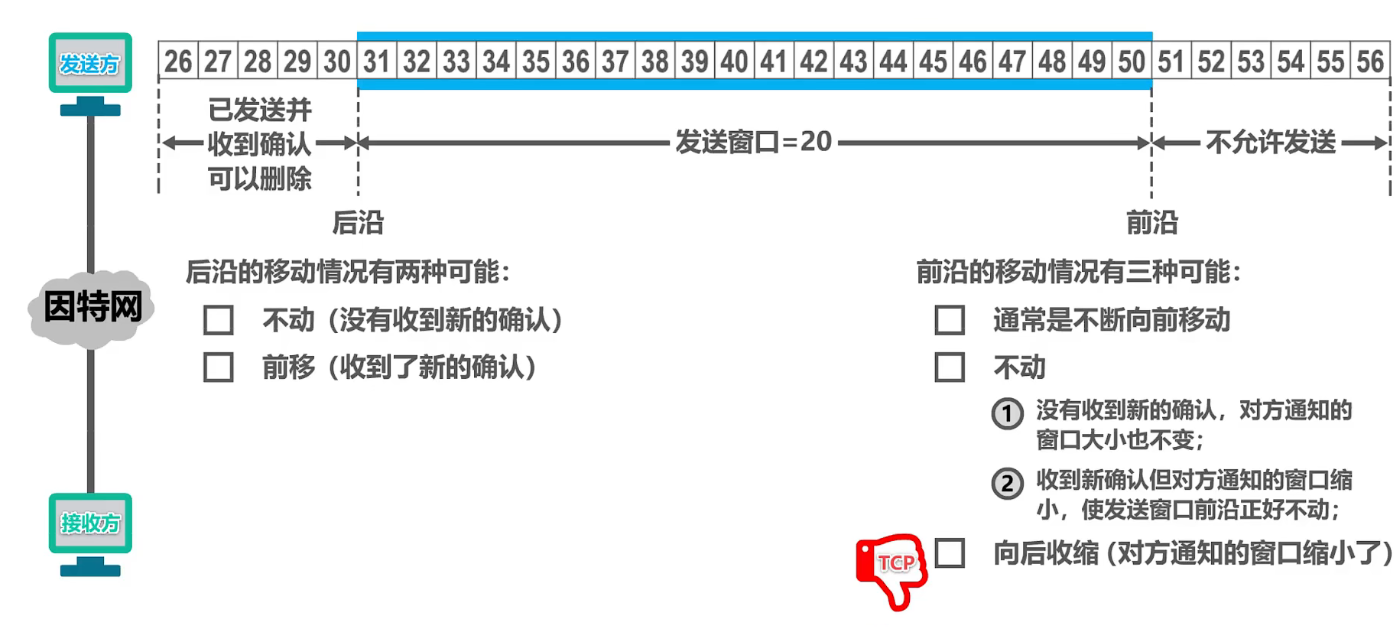 发送方
26 27 28 29 30 31 32 33 34 35 36 37 38 39 40 41 42 43 44 45 46 47 48 49 50 51 52 53 54 55 56
已发送并
收到确认
可以删除
发送窗口=20
不允许发送
后沿
前沿
后沿的移动情况有两种可能：
不动（没有收到新的确认）
前移（收到了新的确认）
因特网
接收方
前沿的移动情况有三种可能：
通常是不断向前移动
不动
1 没有收到新的确认，对方通知的
窗口大小也不变；
2 收到新确认但对方通知的窗口缩
小，使发送窗口前沿正好不动；
TCP
向后收缩 (对方通知的窗口缩小了)